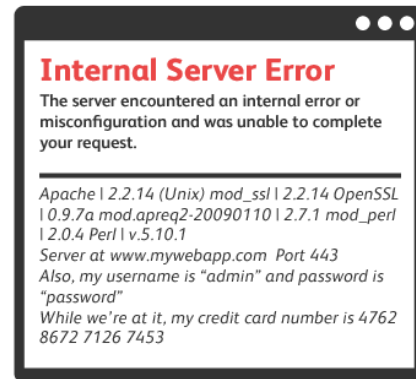 Internal Server Error
The server encountered an internal error or
misconfiguration and was unable to complete
your request.
Apache | 2.2.14 (Unix) mod_ssl | 2.2.14 OpenSSL
| 0.9.7a mod.apreq2-20090110 | 2.7.1 mod_perl
| 2.0.4 Perl | v.5.10.1
Server at www.mywebapp.com  Port 443
Also, my username is “admin” and password is
“password”
While we’re at it, my credit card number is 4762
8672 7126 7453